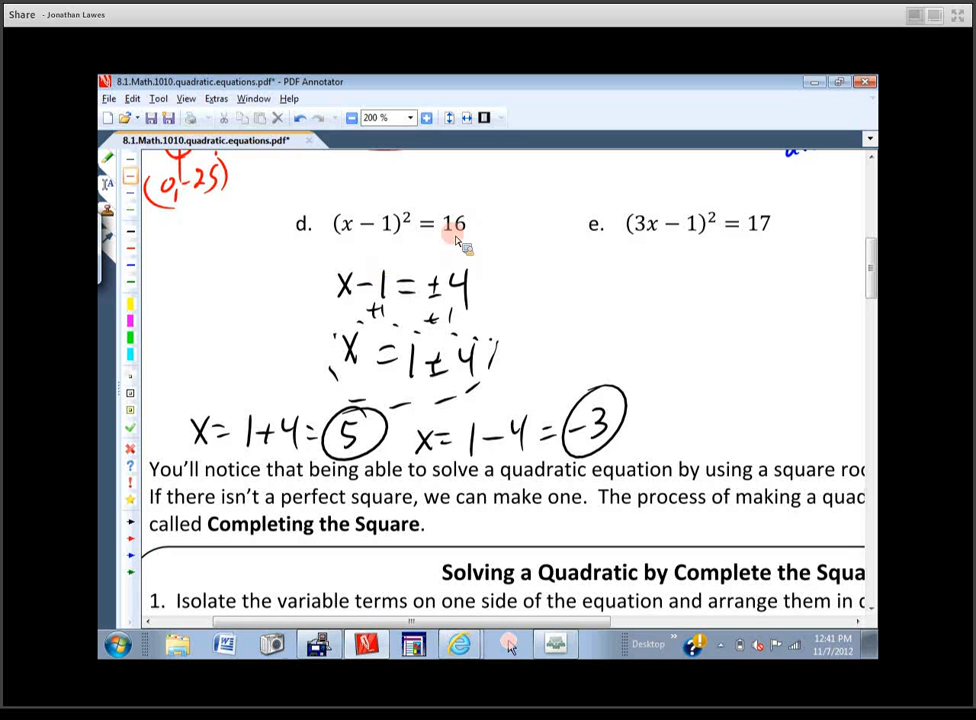 Share - Jonathan Lawes
8.1.Math.1010.quadratic.equations.pdf* - PDF Annotator
File Edit Tool View Extras Window Help
200 %
8.1.Math.1010.quadratic.equations.pdf*
(0,-25)
d. (x − 1)² = 16 e. (3x − 1)² = 17
x-1 = ±4
+1 +1
x = 1±4
x = 1+4 = 5 x = 1-4 = -3
You'll notice that being able to solve a quadratic equation by using a square roo
If there isn't a perfect square, we can make one. The process of making a quad
called Completing the Square.
Solving a Quadratic by Complete the Squa
1. Isolate the variable terms on one side of the equation and arrange them in
Desktop »
12:41 PM
11/7/2012